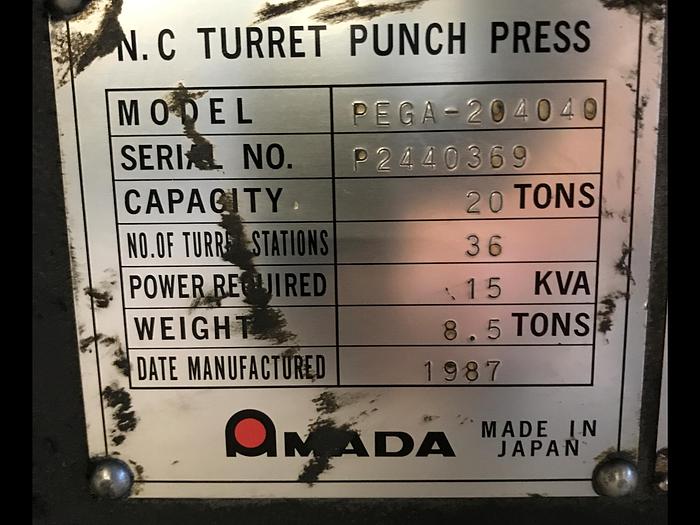 N.C TURRET PUNCH PRESS
MODEL PEGA-204040
SERIAL NO. P2440369
CAPACITY 20 TONS
NO.OF TURRET STATIONS 36
POWER REQUIRED 15 KVA
WEIGHT 8.5 TONS
DATE MANUFACTURED 1987
AMADA MADE IN
JAPAN